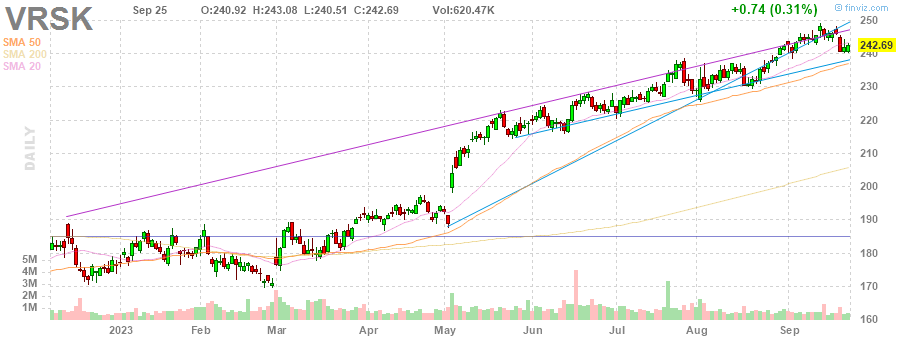 VRSK Sep 25 O:240.92 H:243.08 L:240.51 C:242.69 Vol:620.47K +0.74 (0.31%) © finviz.com
SMA 50
SMA 200
SMA 20
DAILY
250
242.69
240
230
220
210
200
190
180
170
160
5M
4M
3M
2M
1M
2023 Feb Mar Apr May Jun Jul Aug Sep